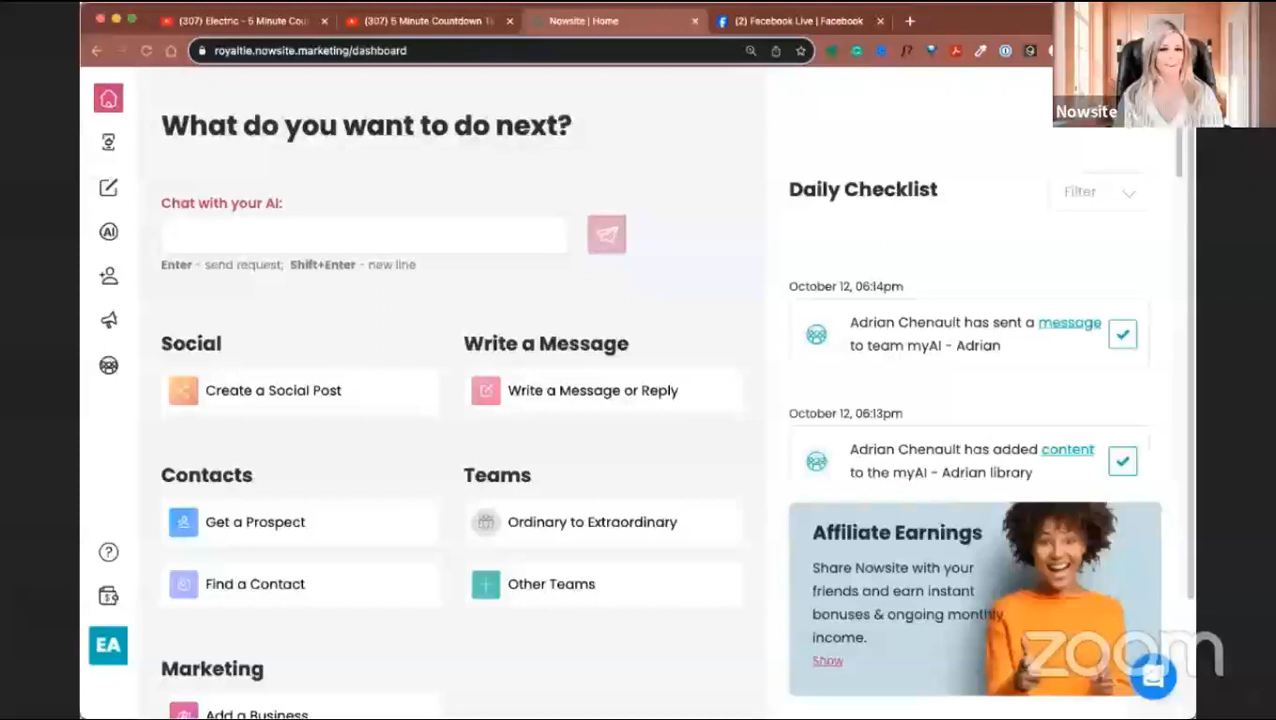 (307) Electric - 5 Minute Cou
(307) 5 Minute Countdown T
Nowsite | Home
(2) Facebook Live | Facebook
royaltie.nowsite.marketing/dashboard
Nowsite
What do you want to do next?
Chat with your AI:
Enter - send request; Shift+Enter - new line
Social
Create a Social Post
Write a Message
Write a Message or Reply
Contacts
Get a Prospect
Find a Contact
Teams
Ordinary to Extraordinary
Other Teams
Marketing
Add a Business
AI
EA
Daily Checklist
Filter
October 12, 06:14pm
Adrian Chenault has sent a message
to team myAI - Adrian
October 12, 06:13pm
Adrian Chenault has added content
to the myAI - Adrian library
Affiliate Earnings
Share Nowsite with your
friends and earn instant
bonuses & ongoing monthly
income.
Show
zoom